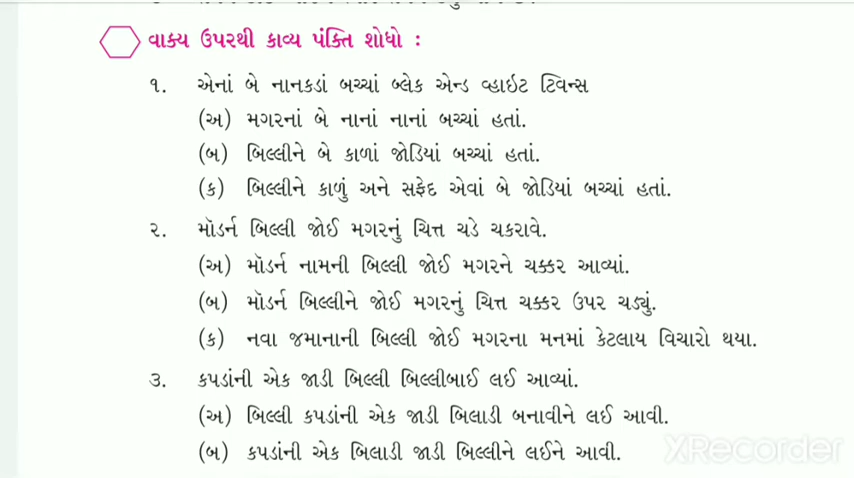 વાક્ય ઉપરથી કાવ્ય પંક્તિ શોધો :
૧. એનાં બે નાનકડાં બચ્ચાં બ્લેક એન્ડ વ્હાઇટ ટ્વિન્સ
(અ) મગરનાં બે નાનાં નાનાં બચ્ચાં હતાં.
(બ) બિલ્લીને બે કાળાં જોડિયાં બચ્ચાં હતાં.
(ક) બિલ્લીને કાળું અને સફેદ એવાં બે જોડિયાં બચ્ચાં હતાં.
૨. મૉડર્ન બિલ્લી જોઈ મગરનું ચિત્ત ચડે ચકરાવે.
(અ) મૉડર્ન નામની બિલ્લી જોઈ મગરને ચક્કર આવ્યાં.
(બ) મૉડર્ન બિલ્લીને જોઈ મગરનું ચિત્ત ચક્કર ઉપર ચડ્યું.
(ક) નવા જમાનાની બિલ્લી જોઈ મગરના મનમાં કેટલાય વિચારો થયા.
૩. કપડાંની એક જાડી બિલ્લી બિલ્લીબાઈ લઈ આવ્યાં.
(અ) બિલ્લી કપડાંની એક જાડી બિલાડી બનાવીને લઈ આવી.
(બ) કપડાંની એક બિલાડી જાડી બિલ્લીને લઈને આવી.
XRecorder